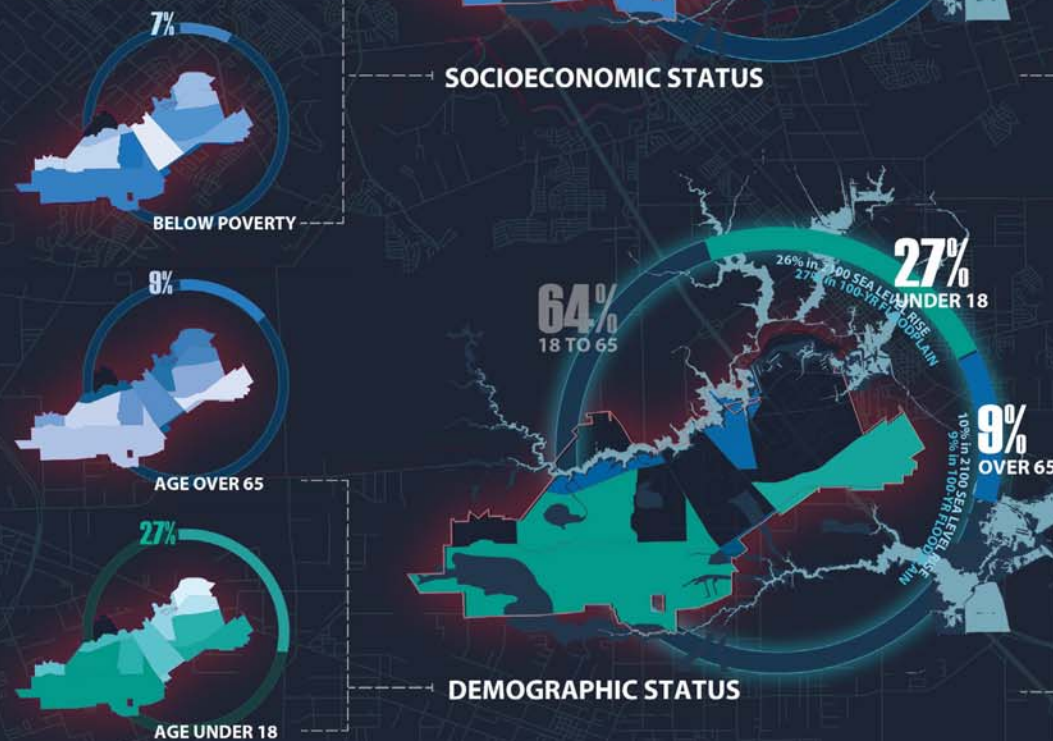 7%
BELOW POVERTY
SOCIOECONOMIC STATUS
9%
AGE OVER 65
27%
AGE UNDER 18
64%
18 TO 65
27%
UNDER 18
26% in 2100 SEA LEVEL RISE
27% in 100-YR FLOODPLAIN
9%
OVER 65
10% in 2100 SEA LEVEL RISE
9% in 100-YR FLOODPLAIN
DEMOGRAPHIC STATUS